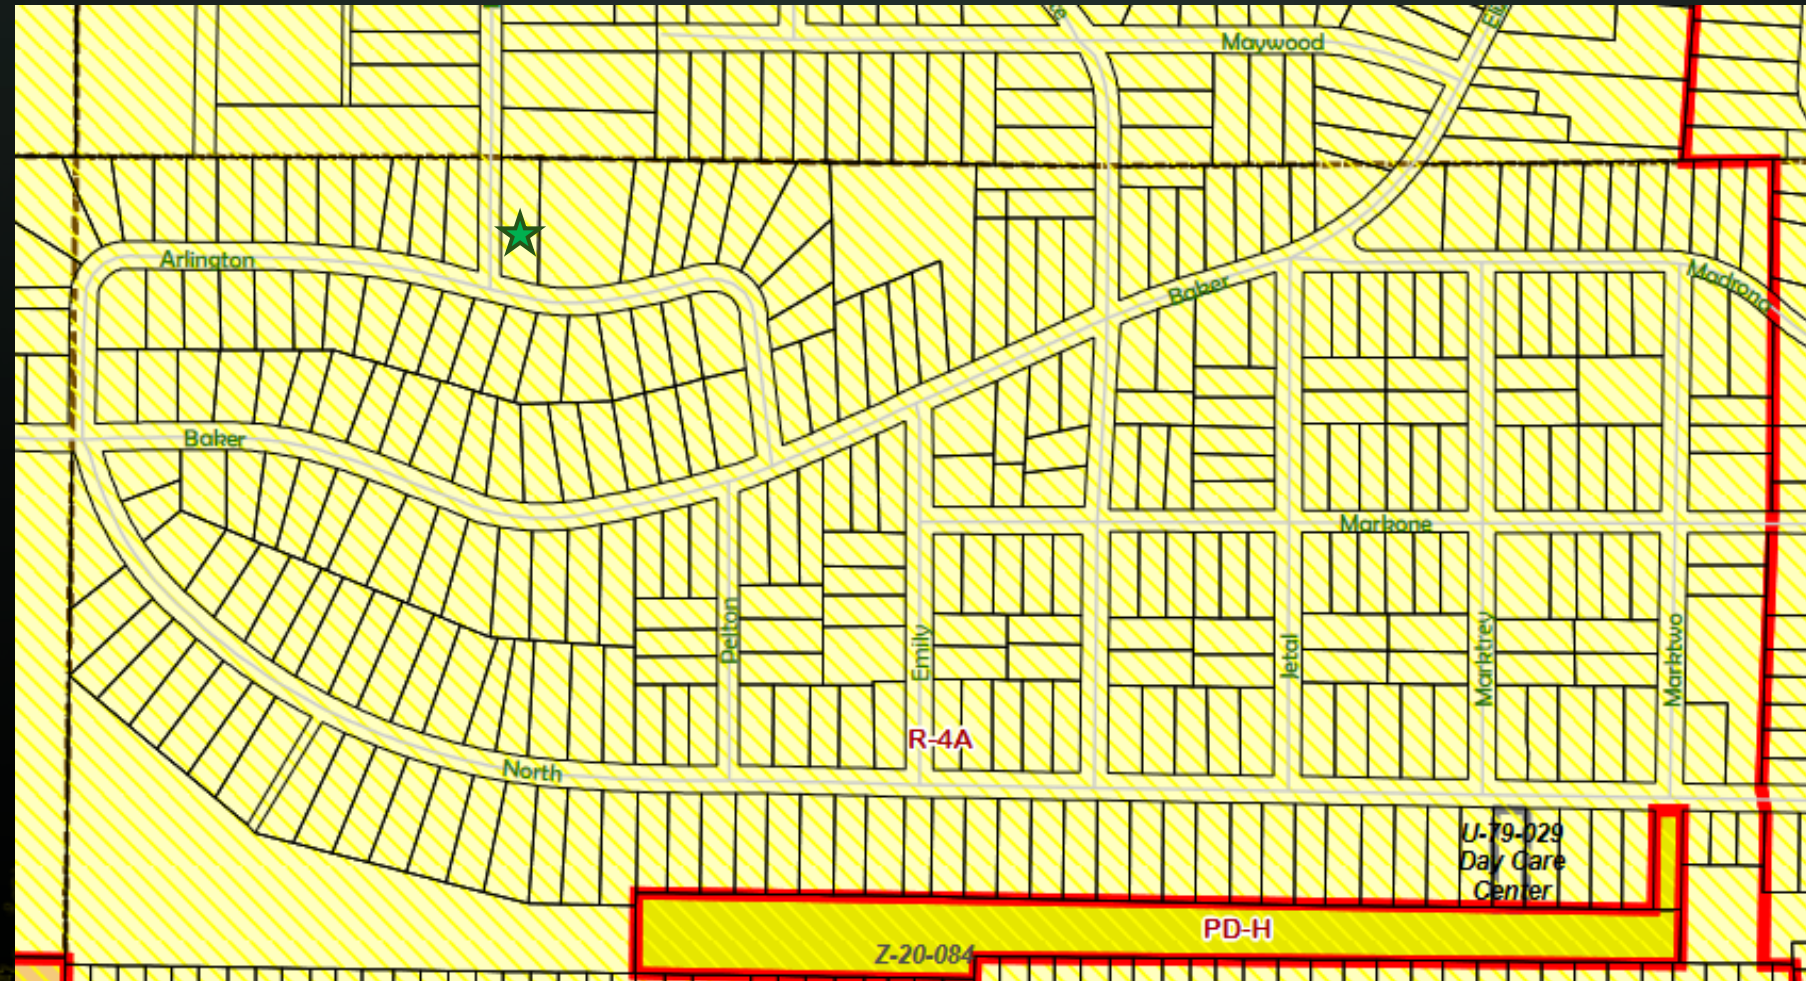 Maywood
Arlington
Baker
Madrona
Baker
Markone
Pelton
Emily
Jetal
Marktrey
Marktwo
R-4A
North
U-79-029
Day Care
Center
PD-H
Z-20-084